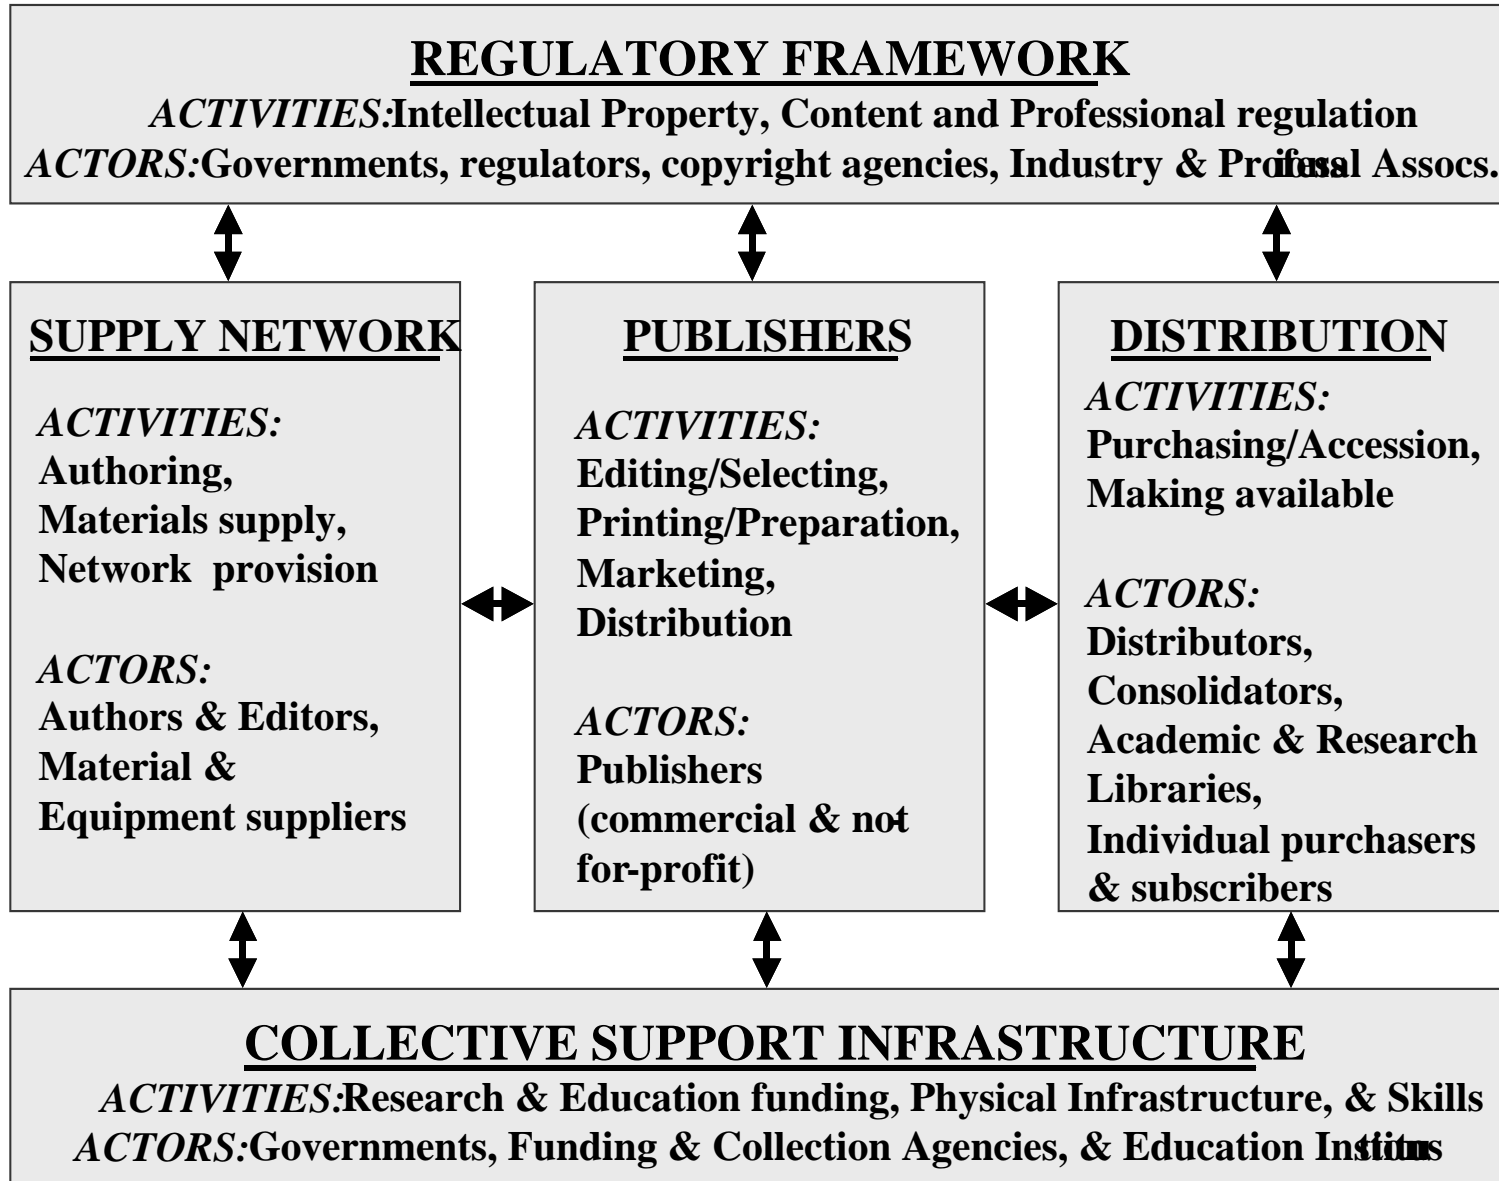 REGULATORY FRAMEWORK
ACTIVITIES:Intellectual Property, Content and Professional regulation
ACTORS:Governments, regulators, copyright agencies, Industry & Professional Assocs.
SUPPLY NETWORK
ACTIVITIES:
Authoring,
Materials supply,
Network provision
ACTORS:
Authors & Editors,
Material &
Equipment suppliers
PUBLISHERS
ACTIVITIES:
Editing/Selecting,
Printing/Preparation,
Marketing,
Distribution
ACTORS:
Publishers
(commercial & not-
for-profit)
DISTRIBUTION
ACTIVITIES:
Purchasing/Accession,
Making available
ACTORS:
Distributors,
Consolidators,
Academic & Research
Libraries,
Individual purchasers
& subscribers
COLLECTIVE SUPPORT INFRASTRUCTURE
ACTIVITIES:Research & Education funding, Physical Infrastructure, & Skills
ACTORS:Governments, Funding & Collection Agencies, & Education Institutions